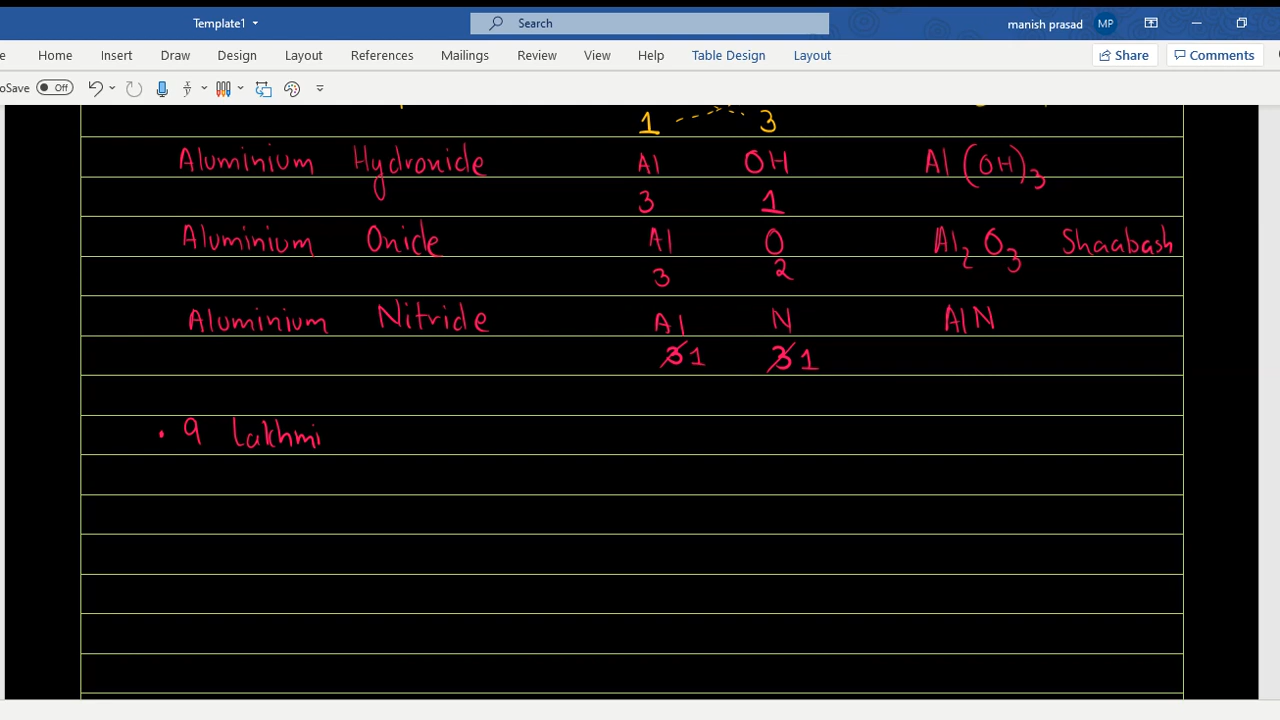 Template1
Search
manish prasad MP
Home Insert Draw Design Layout References Mailings Review View Help Table Design Layout Share Comments
Off
1 3
Aluminium Hydroxide Al OH Al(OH)3
3 1
Aluminium Oxide Al O Al2O3 Shaabash
3 2
Aluminium Nitride Al N AlN
3 1 3 1
• 9 Lakhmi